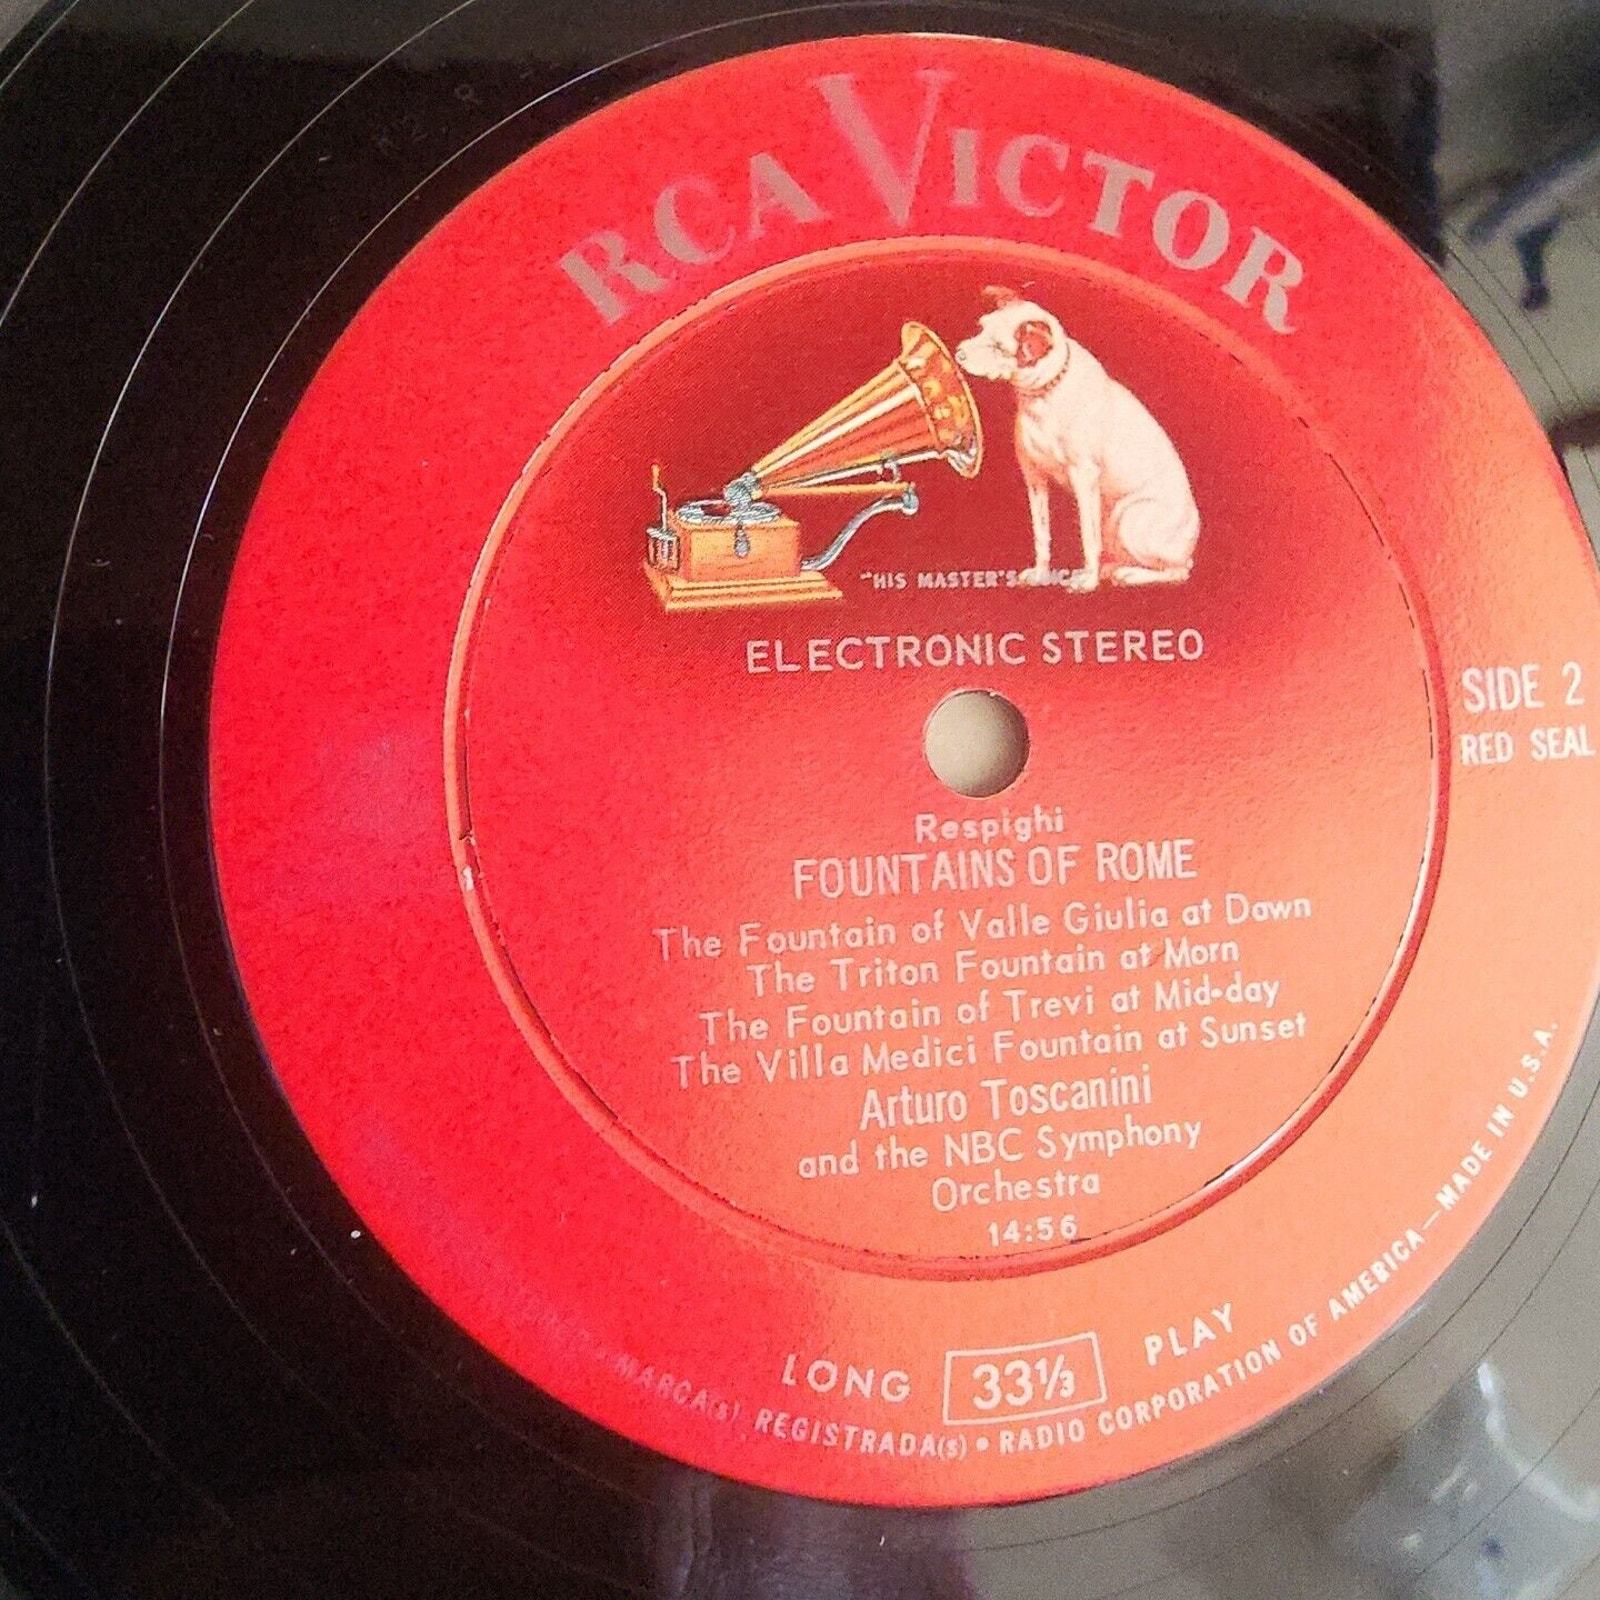 RCA VICTOR
"HIS MASTER'S VOICE"
ELECTRONIC STEREO
SIDE 2
RED SEAL
Respighi
FOUNTAINS OF ROME
The Fountain of Valle Giulia at Dawn
The Triton Fountain at Morn
The Fountain of Trevi at Mid-day
The Villa Medici Fountain at Sunset
Arturo Toscanini
and the NBC Symphony
Orchestra
14:56
LONG 33⅓ PLAY
MARCA(s) REGISTRADA(s) • RADIO CORPORATION OF AMERICA—MADE IN U.S.A.